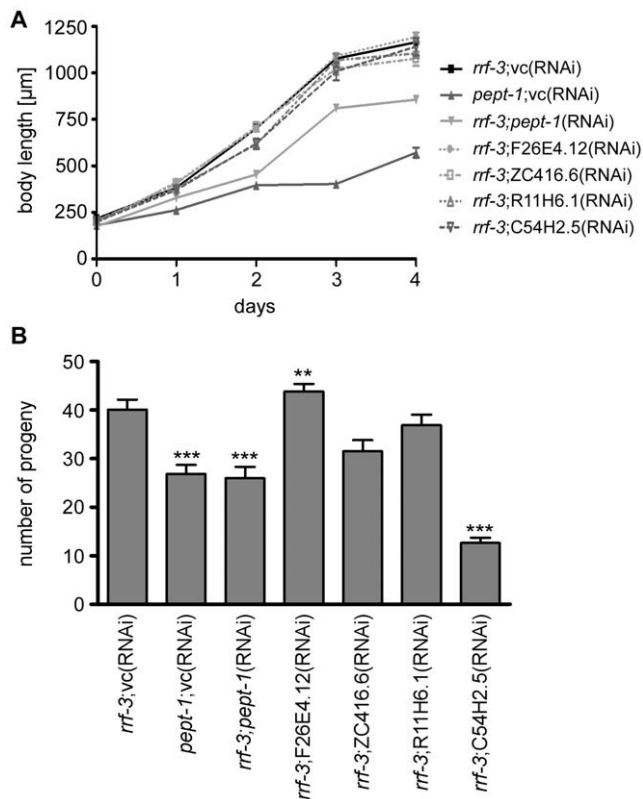 A
body length [µm]
1250
1000
750
500
250
0
0 1 2 3 4
days
rrf-3;vc(RNAi)
pept-1;vc(RNAi)
rrf-3;pept-1(RNAi)
rrf-3;F26E4.12(RNAi)
rrf-3;ZC416.6(RNAi)
rrf-3;R11H6.1(RNAi)
rrf-3;C54H2.5(RNAi)
B
number of progeny
50
40
30
20
10
0
***
***
**
***
rrf-3;vc(RNAi)
pept-1;vc(RNAi)
rrf-3;pept-1(RNAi)
rrf-3;F26E4.12(RNAi)
rrf-3;ZC416.6(RNAi)
rrf-3;R11H6.1(RNAi)
rrf-3;C54H2.5(RNAi)